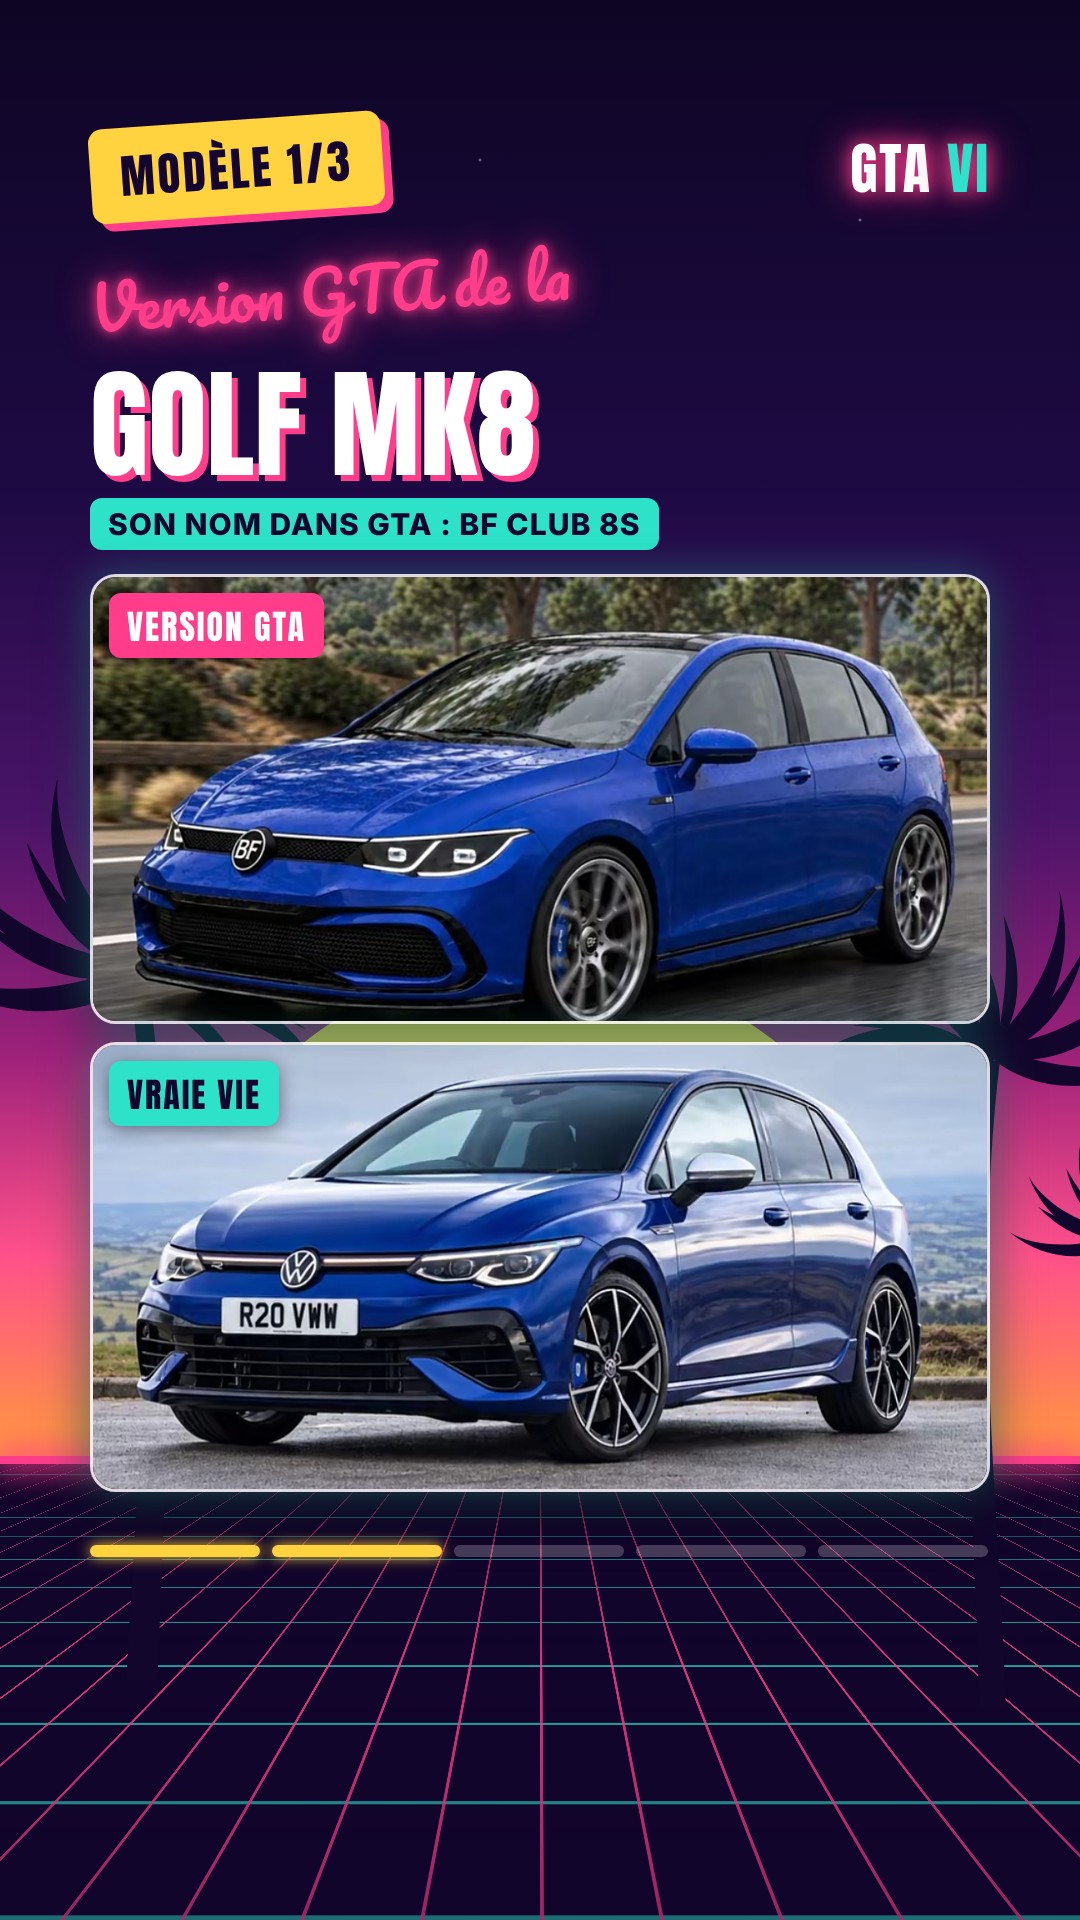 MODÈLE 1/3
GTA VI
Version GTA de la
GOLF MK8
SON NOM DANS GTA : BF CLUB 8S
VERSION GTA
BF
VRAIE VIE
R20 VWW